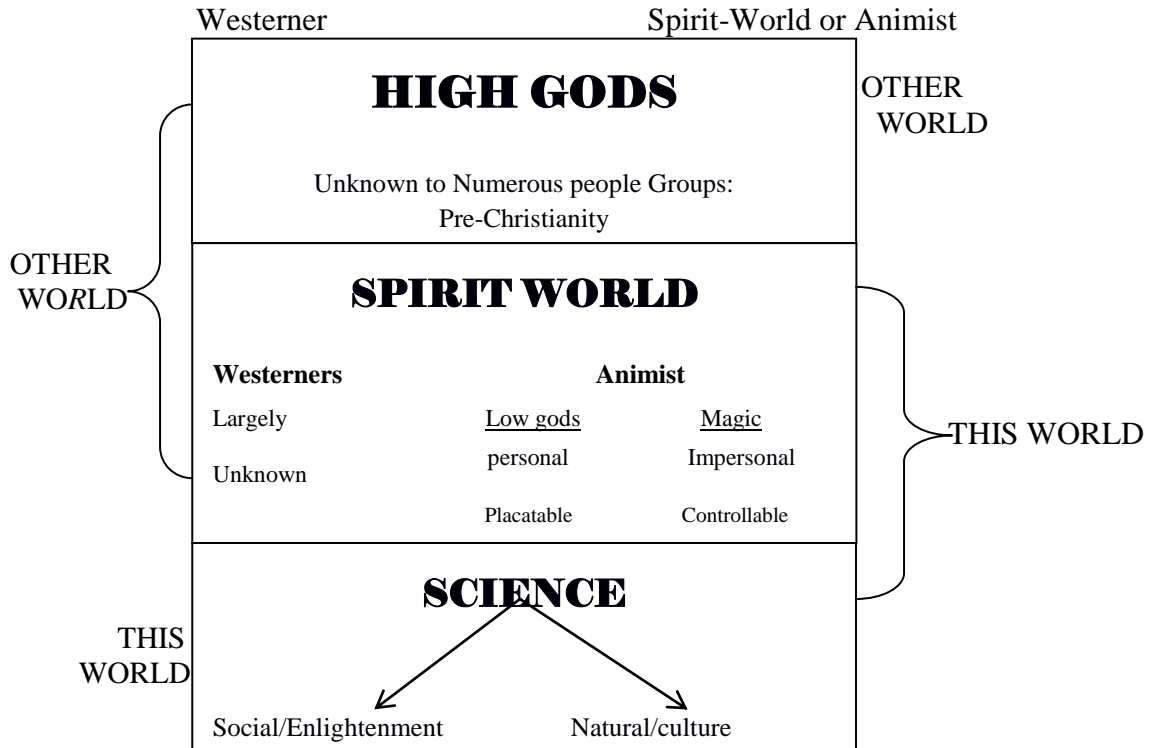 Westerner Spirit-World or Animist
HIGH GODS
OTHER
WORLD
Unknown to Numerous people Groups:
Pre-Christianity
OTHER
WORLD
SPIRIT WORLD
Westerners Animist
Largely Low gods Magic
personal Impersonal
Unknown
Placatable Controllable
THIS WORLD
SCIENCE
THIS
WORLD
Social/Enlightenment Natural/culture